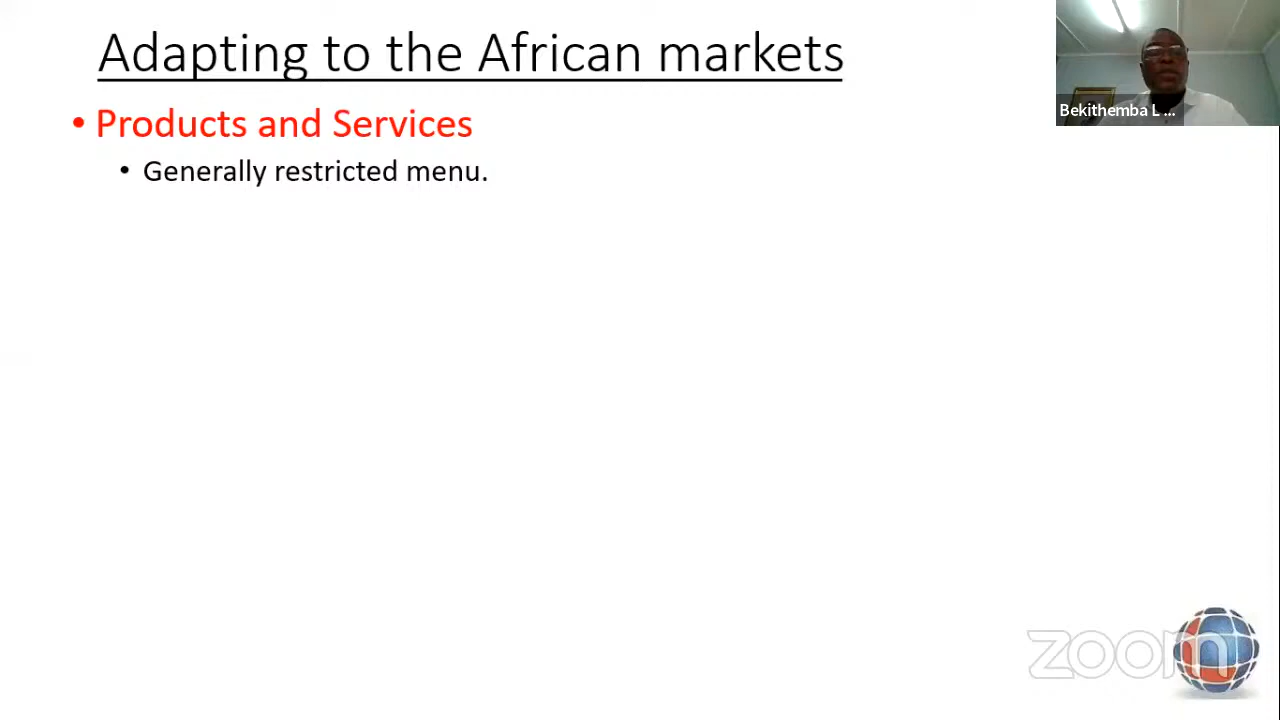 Adapting to the African markets
• Products and Services
• Generally restricted menu.
Bekithemba L ...
zoom